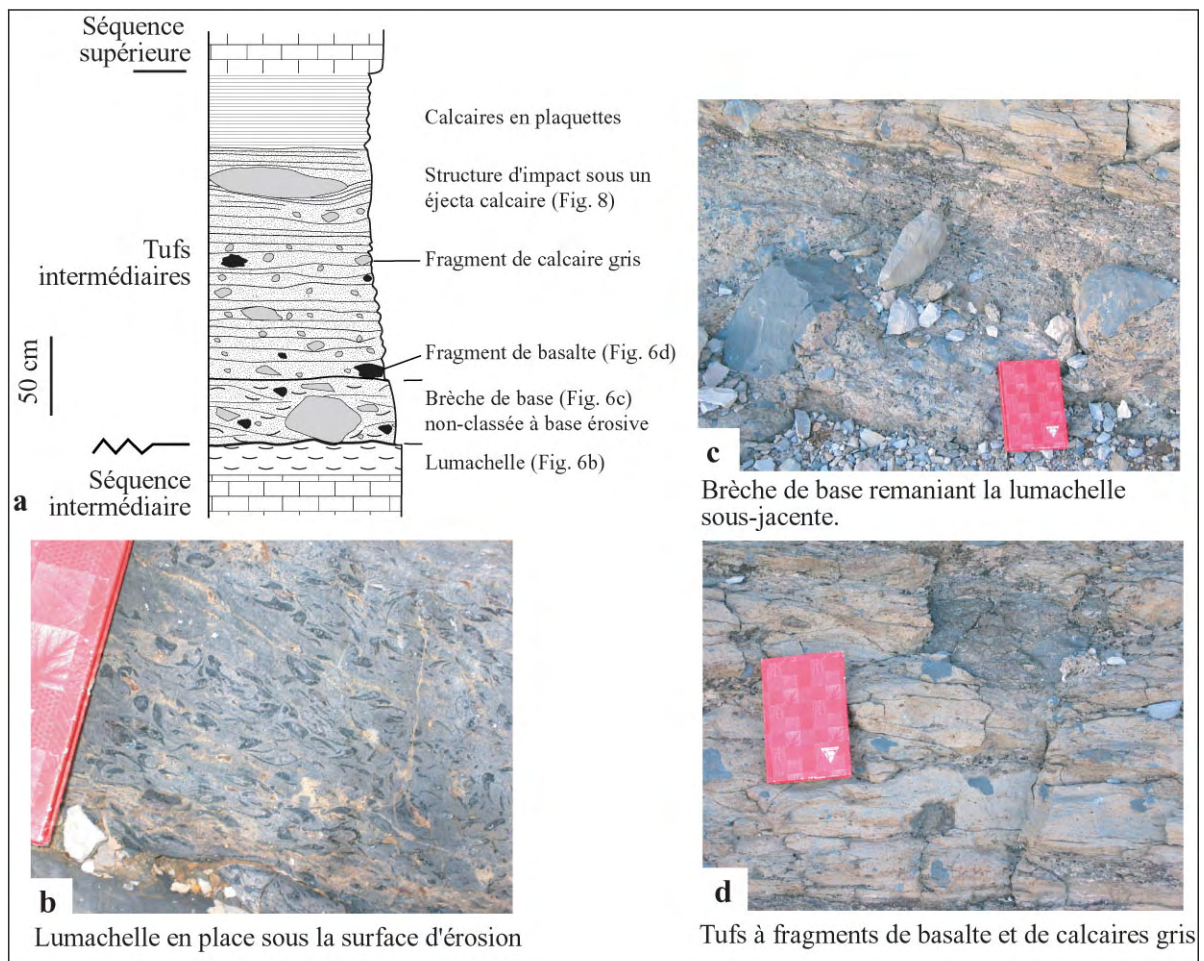 Séquence
supérieure
Calcaires en plaquettes
Structure d'impact sous un
éjecta calcaire (Fig. 8)
Tufs
intermédiaires
Fragment de calcaire gris
50 cm
Fragment de basalte (Fig. 6d)
Brèche de base (Fig. 6c)
non-classée à base érosive
Lumachelle (Fig. 6b)
Séquence
intermédiaire
a
c
Brèche de base remaniant la lumachelle
sous-jacente.
b
Lumachelle en place sous la surface d'érosion
d
Tufs à fragments de basalte et de calcaires gris